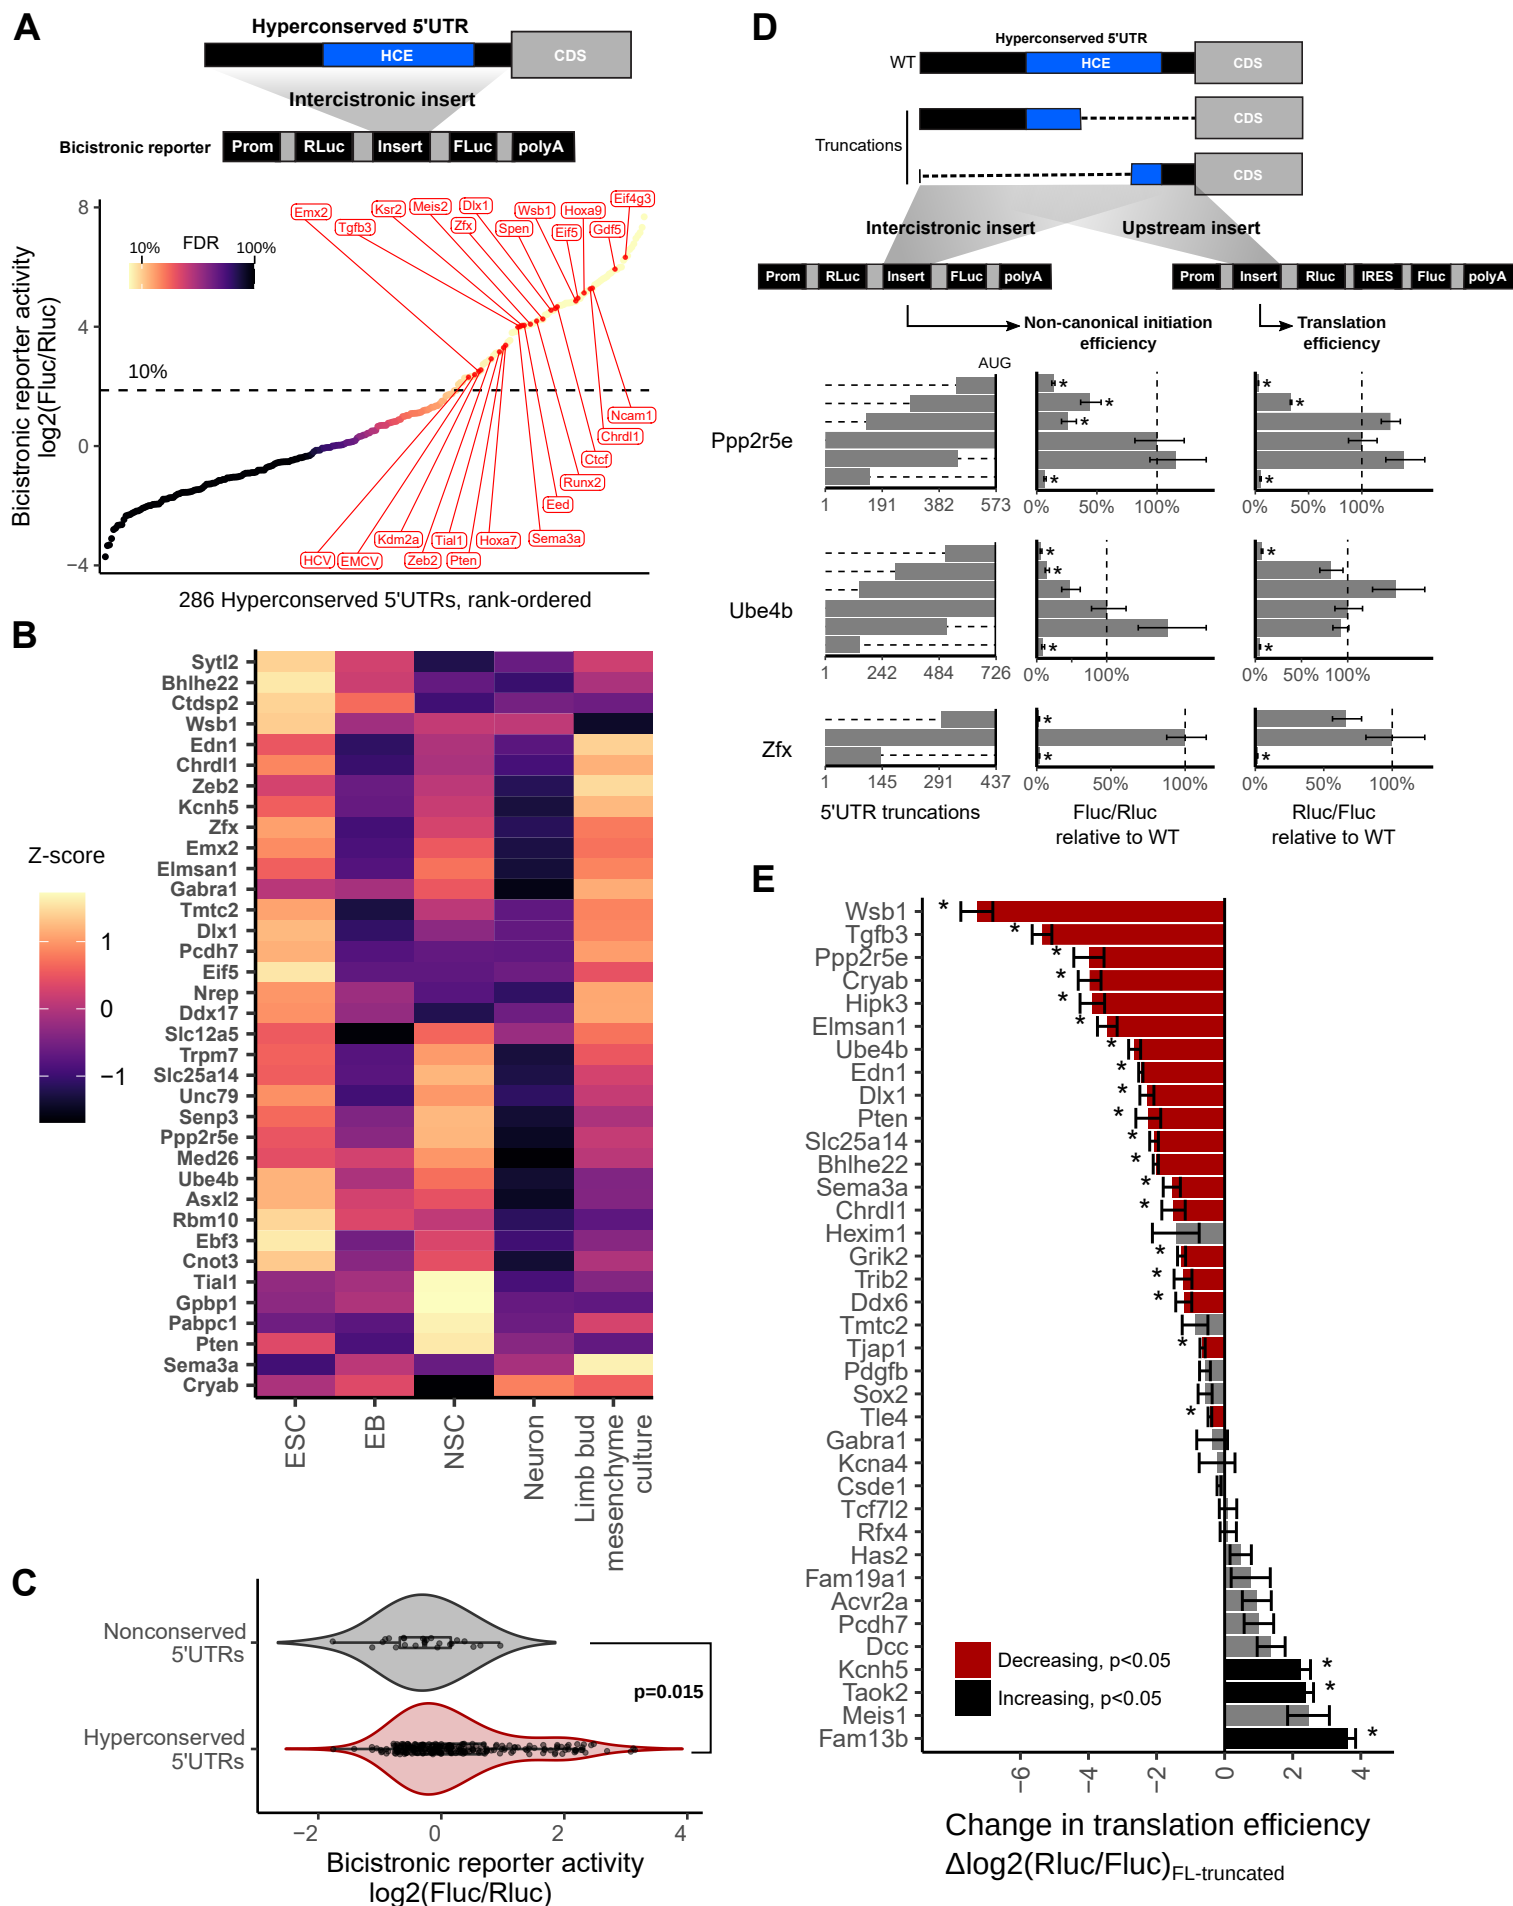 A
Hyperconserved 5'UTR
HCE
CDS
Intercistronic insert
Bicistronic reporter
Prom
RLuc
Insert
FLuc
polyA
Bicistronic reporter activity
log2(Fluc/Rluc)
8
4
0
−4
10%
FDR
100%
10%
Emx2
Tgfb3
Ksr2
Meis2
Zfx
Dlx1
Spen
Wsb1
Eif5
Hoxa9
Gdf5
Eif4g3
Ncam1
Chrdl1
Ctcf
Runx2
Eed
Sema3a
Hoxa7
Pten
Tial1
Zeb2
Kdm2a
EMCV
HCV
286 Hyperconserved 5'UTRs, rank-ordered
B
Z-score
1
0
−1
Sytl2
Bhlhe22
Ctdsp2
Wsb1
Edn1
Chrdl1
Zeb2
Kcnh5
Zfx
Emx2
Elmsan1
Gabra1
Tmtc2
Dlx1
Pcdh7
Eif5
Nrep
Ddx17
Slc12a5
Trpm7
Slc25a14
Unc79
Senp3
Ppp2r5e
Med26
Ube4b
Asxl2
Rbm10
Ebf3
Cnot3
Tial1
Gpbp1
Pabpc1
Pten
Sema3a
Cryab
ESC
EB
NSC
Neuron
Limb bud
mesenchyme
culture
C
Nonconserved
5'UTRs
Hyperconserved
5'UTRs
p=0.015
−2
0
2
4
Bicistronic reporter activity
log2(Fluc/Rluc)
D
Hyperconserved 5'UTR
WT
HCE
CDS
Truncations
CDS
CDS
Intercistronic insert
Upstream insert
Prom
RLuc
Insert
FLuc
polyA
Prom
Insert
Rluc
IRES
Fluc
polyA
Non-canonical initiation
efficiency
Translation
efficiency
AUG
Ppp2r5e
*
*
*
*
*
*
*
1
191
382
573
0%
50%
100%
0%
50%
100%
Ube4b
*
*
*
*
*
1
242
484
726
0%
100%
0%
50%
100%
Zfx
*
*
*
1
145
291
437
0%
50%
100%
0%
50%
100%
5'UTR truncations
Fluc/Rluc
relative to WT
Rluc/Fluc
relative to WT
E
Wsb1 *
Tgfb3 *
Ppp2r5e *
Cryab *
Hipk3 *
Elmsan1 *
Ube4b *
Edn1 *
Dlx1 *
Pten *
Slc25a14 *
Bhlhe22 *
Sema3a *
Chrdl1 *
Hexim1
Grik2 *
Trib2 *
Ddx6 *
Tmtc2
Tjap1 *
Pdgfb
Sox2
Tle4 *
Gabra1
Kcna4
Csde1
Tcf7l2
Rfx4
Has2
Fam19a1
Acvr2a
Pcdh7
Dcc
Kcnh5 *
Taok2 *
Meis1
Fam13b *
Decreasing, p<0.05
Increasing, p<0.05
−6
−4
−2
0
2
4
Change in translation efficiency
Δlog2(Rluc/Fluc)FL-truncated